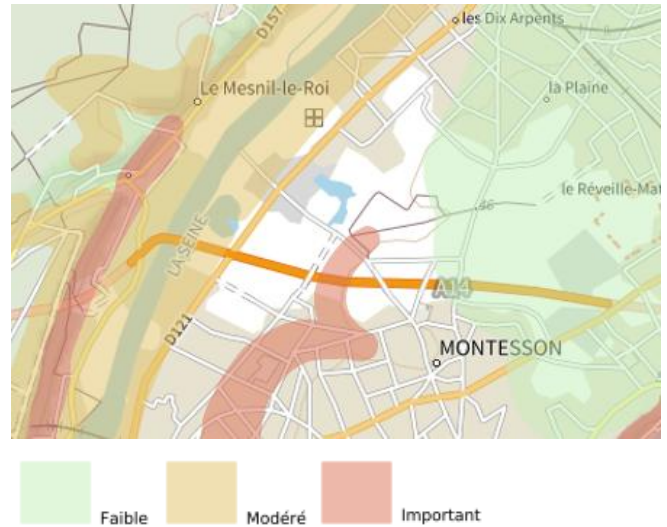 D157
les Dix Arpents
Le Mesnil-le-Roi
la Plaine
le Réveille-Mat
46
LA SEINE
A14
D121
MONTESSON
Faible
Modéré
Important